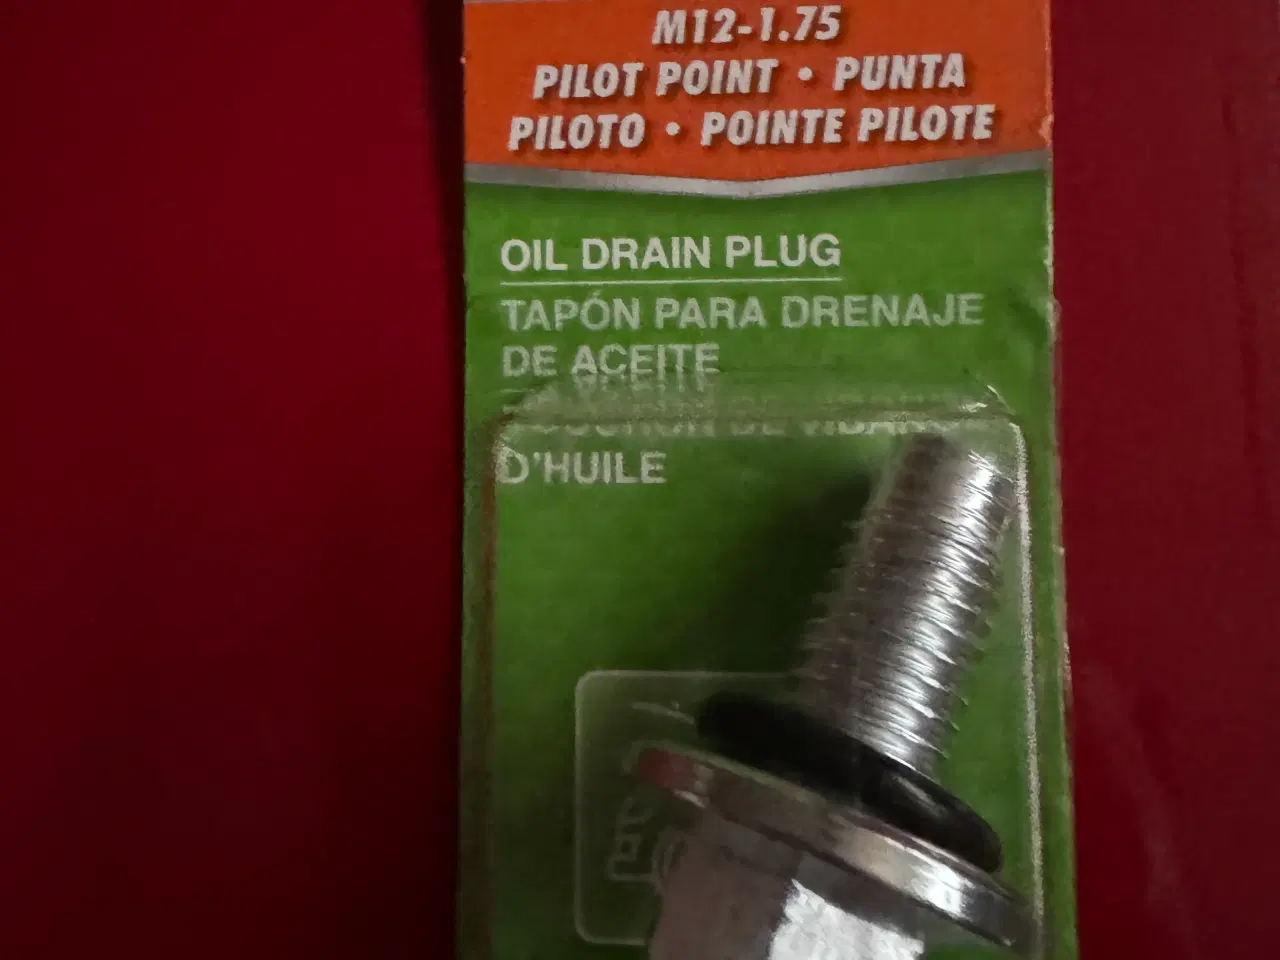 M12-1.75
PILOT POINT • PUNTA
PILOTO • POINTE PILOTE
OIL DRAIN PLUG
TAPÓN PARA DRENAJE
DE ACEITE
D'HUILE